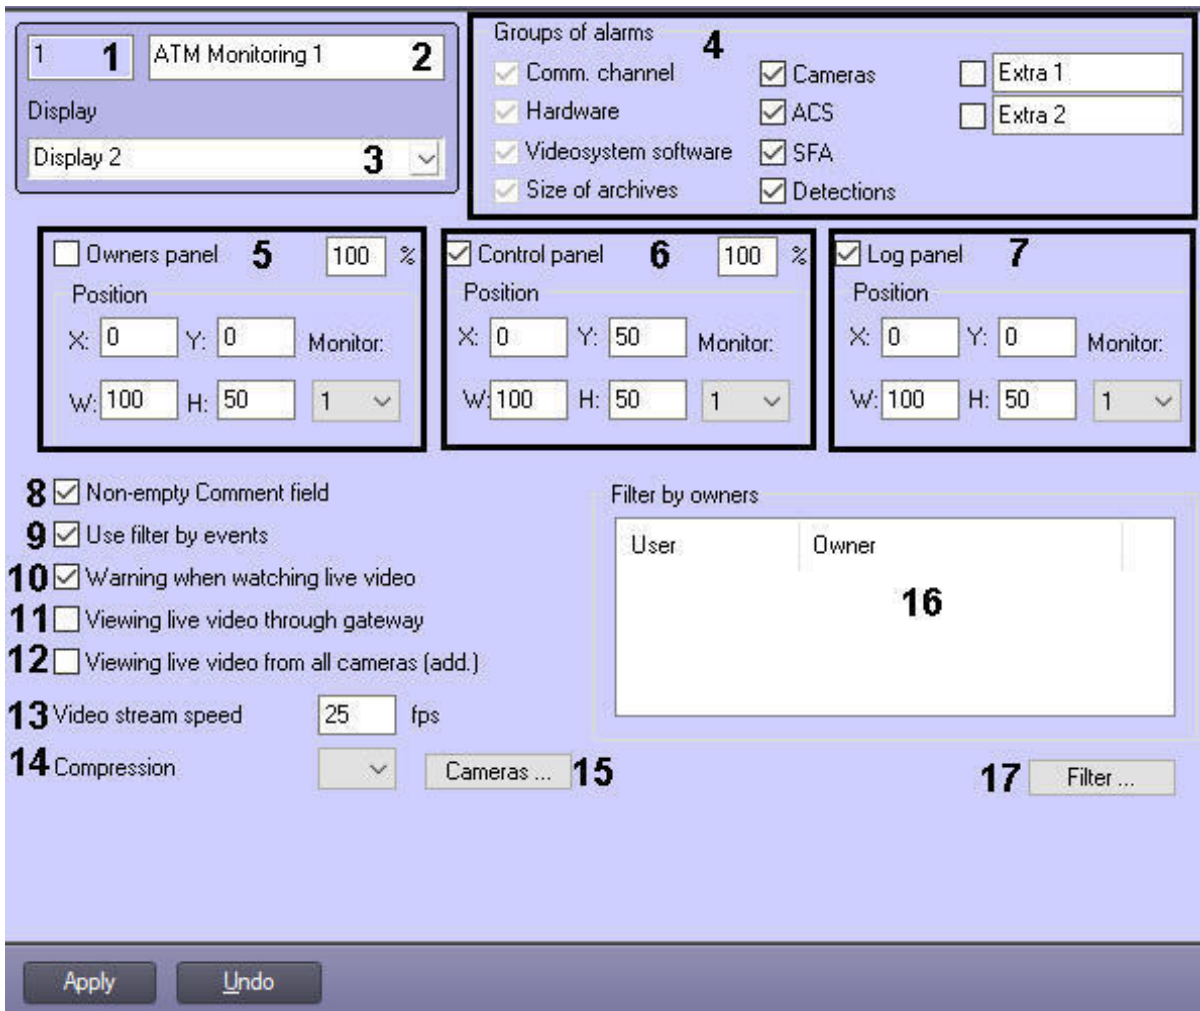 1 1 ATM Monitoring 1 2
Display
Display 2 3
Groups of alarms 4
Comm. channel Cameras Extra 1
Hardware ACS Extra 2
Videosystem software SFA
Size of archives Detections
Owners panel 5 100 %
Position
X: 0 Y: 0 Monitor:
W: 100 H: 50 1
Control panel 6 100 %
Position
X: 0 Y: 50 Monitor:
W: 100 H: 50 1
Log panel 7
Position
X: 0 Y: 0 Monitor:
W: 100 H: 50 1
8 Non-empty Comment field
9 Use filter by events
10 Warning when watching live video
11 Viewing live video through gateway
12 Viewing live video from all cameras (add.)
13 Video stream speed 25 fps
14 Compression Cameras ... 15
Filter by owners
User Owner
16
17 Filter ...
Apply Undo